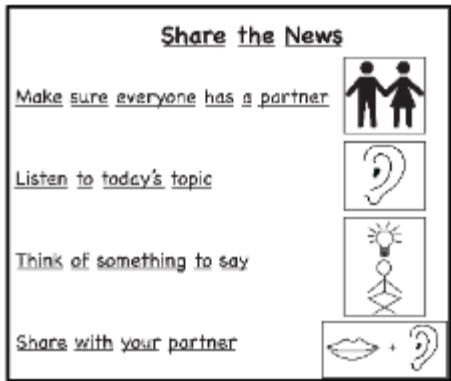 Share the News
Make sure everyone has a partner
Listen to today's topic
Think of something to say
Share with your partner
+